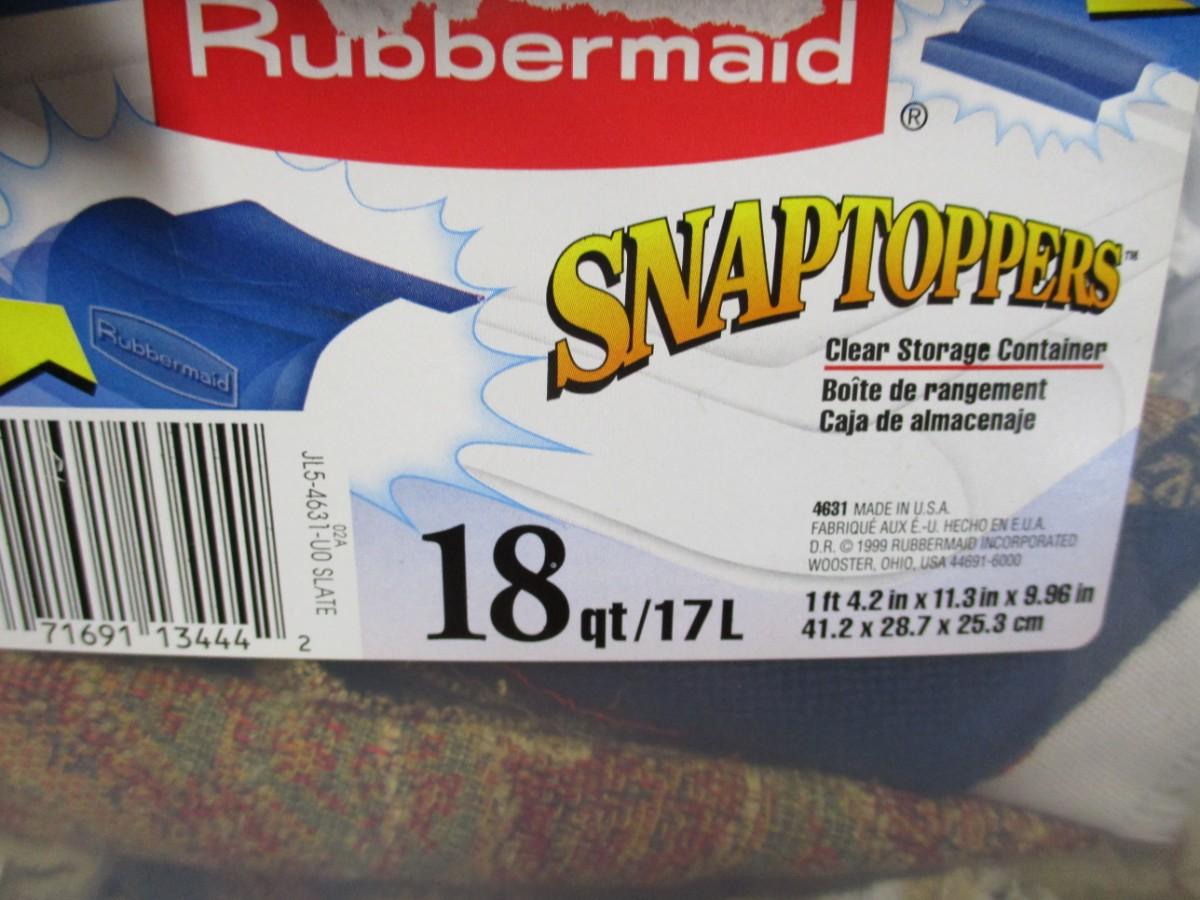 Rubbermaid
®
SNAPTOPPERS™
Clear Storage Container
Boîte de rangement
Caja de almacenaje
Rubbermaid
JL5-4631-U0 SLATE
02A
71691 13444 2
18 qt/17L
4631 MADE IN U.S.A.
FABRIQUÉ AUX É.-U. HECHO EN E.U.A.
D.R. © 1999 RUBBERMAID INCORPORATED
WOOSTER, OHIO, USA 44691-6000
1 ft 4.2 in x 11.3 in x 9.96 in
41.2 x 28.7 x 25.3 cm